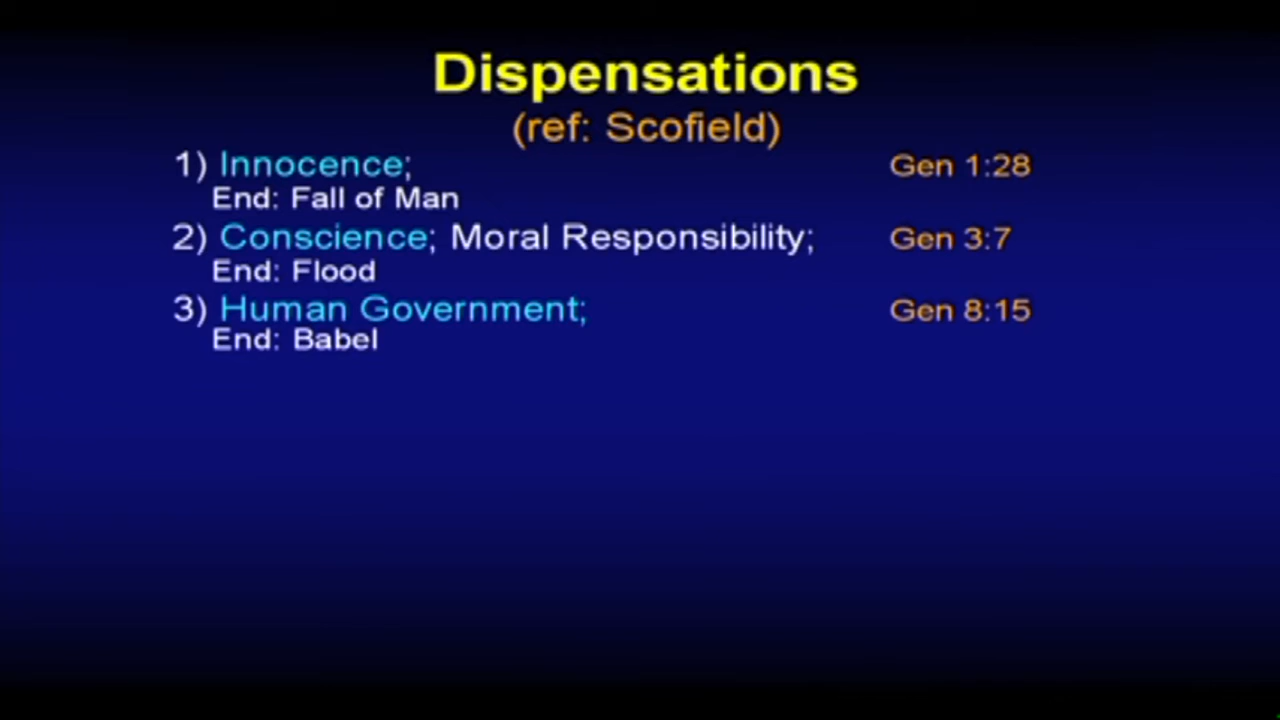 Dispensations
(ref: Scofield)
1) Innocence; Gen 1:28
End: Fall of Man
2) Conscience; Moral Responsibility; Gen 3:7
End: Flood
3) Human Government; Gen 8:15
End: Babel